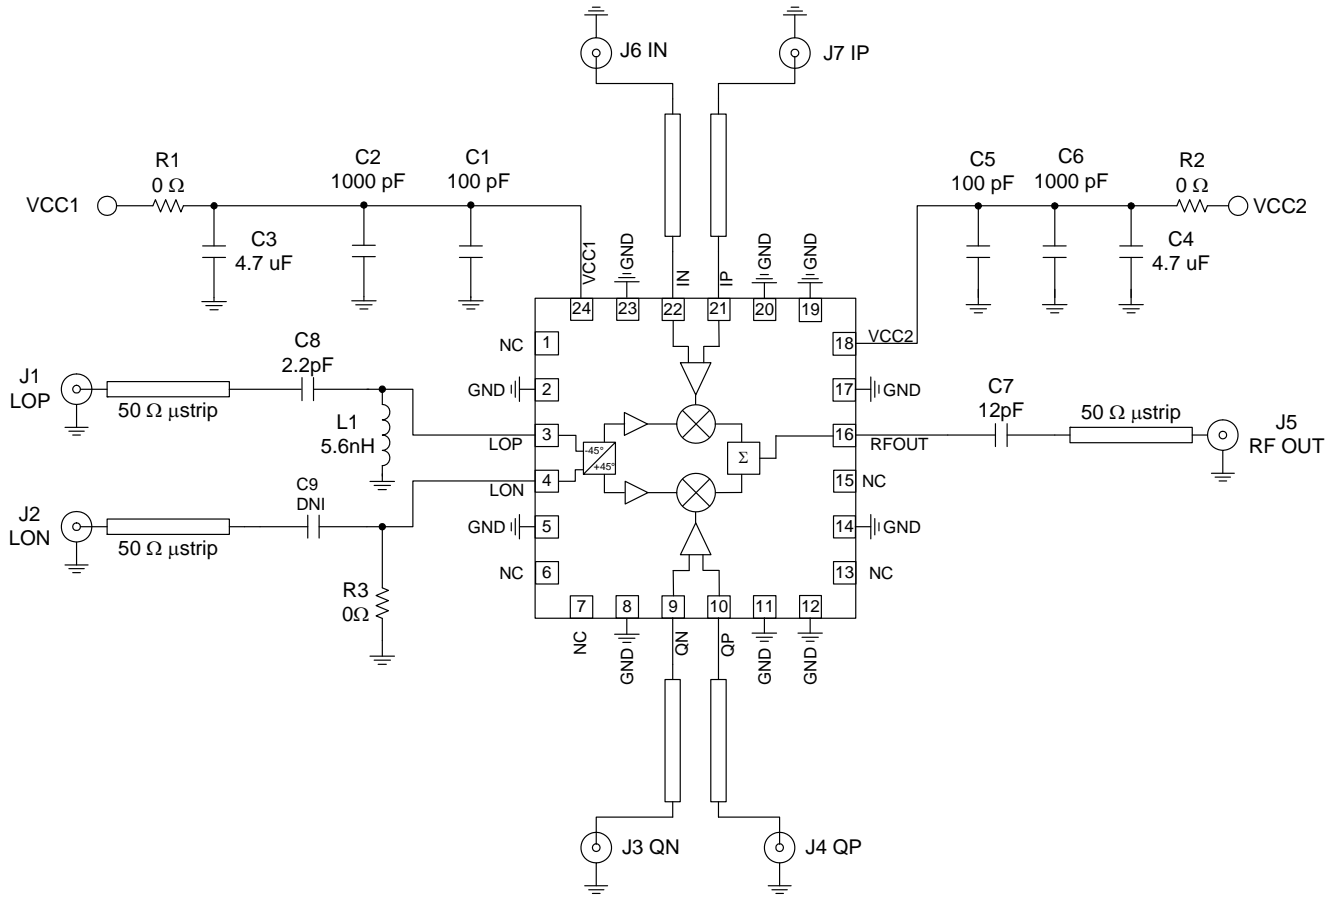 J6 IN
J7 IP
R1
0 Ω
C2
1000 pF
C1
100 pF
C5
100 pF
C6
1000 pF
R2
0 Ω
VCC1
VCC2
C3
4.7 uF
C4
4.7 uF
VCC1
GND
IN
IP
GND
GND
24
23
22
21
20
19
NC
1
18
VCC2
C8
2.2pF
J1
LOP
50 Ω µstrip
L1
5.6nH
GND
2
17
GND
C7
12pF
50 Ω µstrip
J5
RF OUT
3
LOP
16
RFOUT
-45°
+45°
Σ
4
LON
15
NC
C9
DNI
J2
LON
50 Ω µstrip
GND
5
14
GND
NC
6
13
NC
R3
0Ω
7
8
9
10
11
12
NC
GND
QN
QP
GND
GND
J3 QN
J4 QP